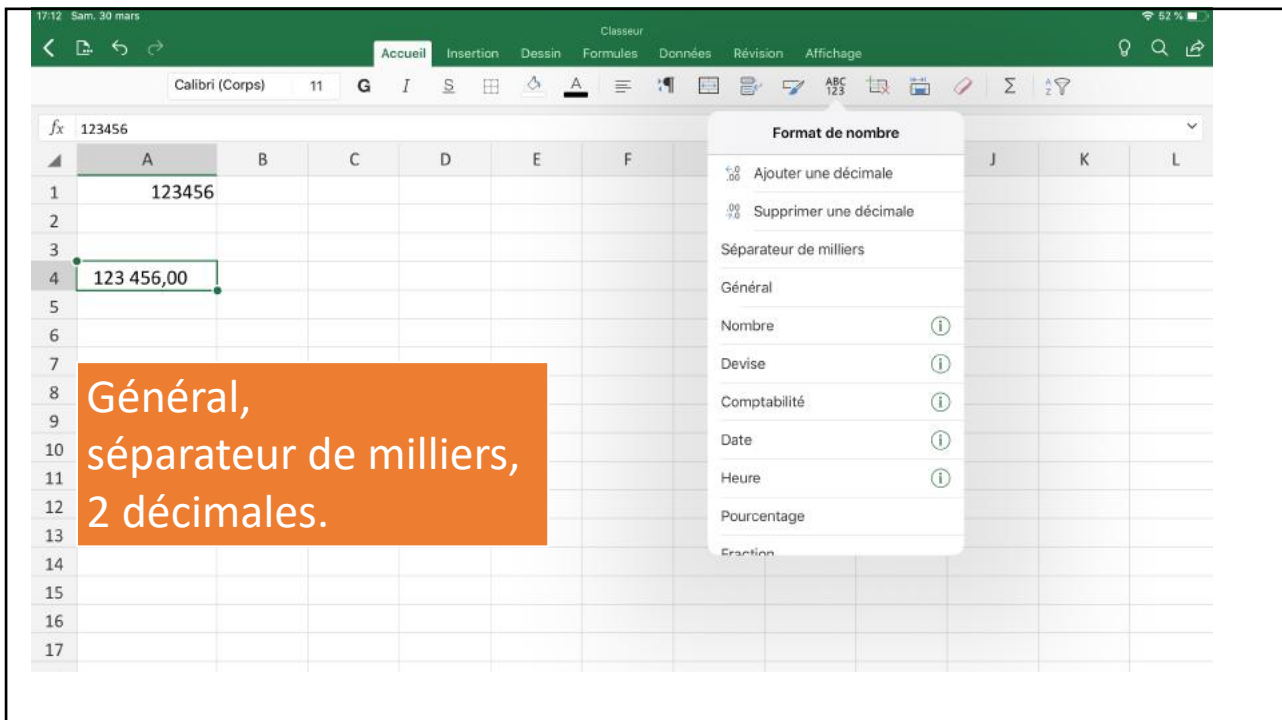 17:12 Sam. 30 mars
52 %
Classeur
Accueil Insertion Dessin Formules Données Révision Affichage
Calibri (Corps) 11 G I S A ABC 123 Σ A Z
fx 123456
A B C D E F J K L
1 123456
2
3
4 123 456,00
5
6
7
8
9
10
11
12
13
14
15
16
17
Général,
séparateur de milliers,
2 décimales.
Format de nombre
Ajouter une décimale
Supprimer une décimale
Séparateur de milliers
Général
Nombre
Devise
Comptabilité
Date
Heure
Pourcentage
Fraction